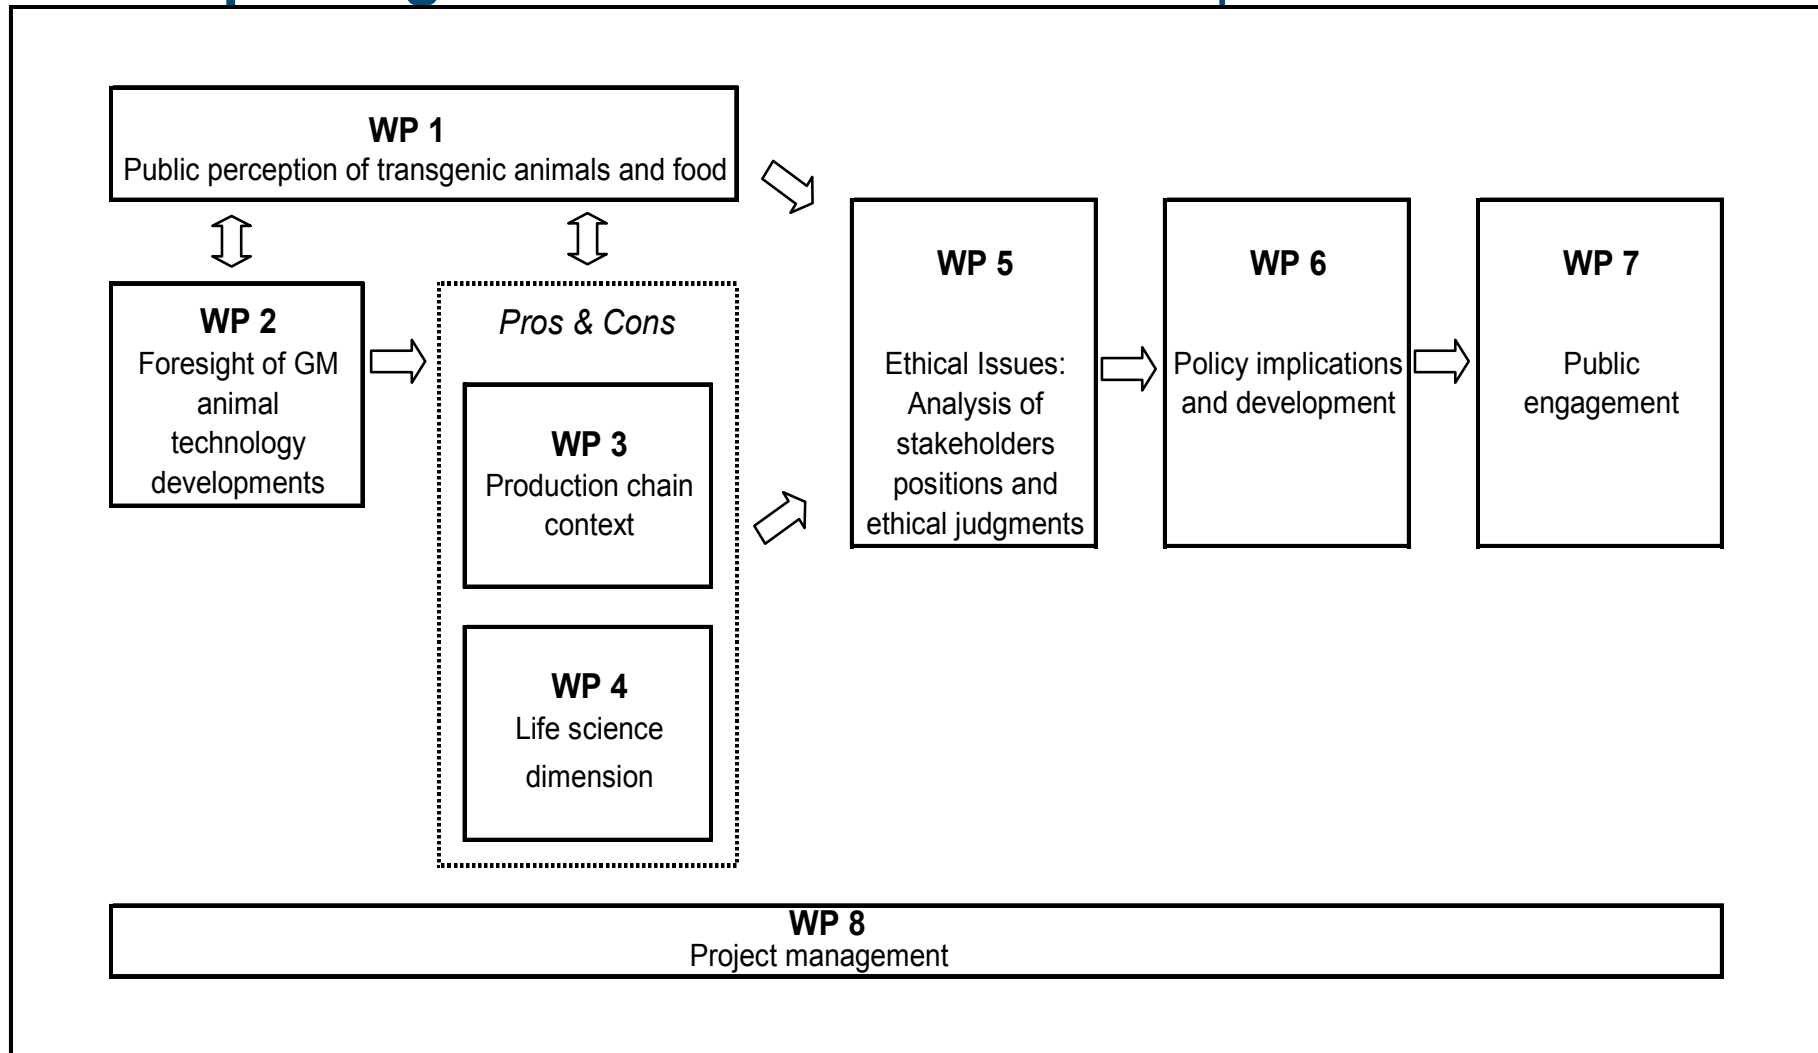 WP 1
Public perception of transgenic animals and food
WP 2
Foresight of GM
animal
technology
developments
Pros & Cons
WP 3
Production chain
context
WP 4
Life science
dimension
WP 5
Ethical Issues:
Analysis of
stakeholders
positions and
ethical judgments
WP 6
Policy implications
and development
WP 7
Public
engagement
WP 8
Project management